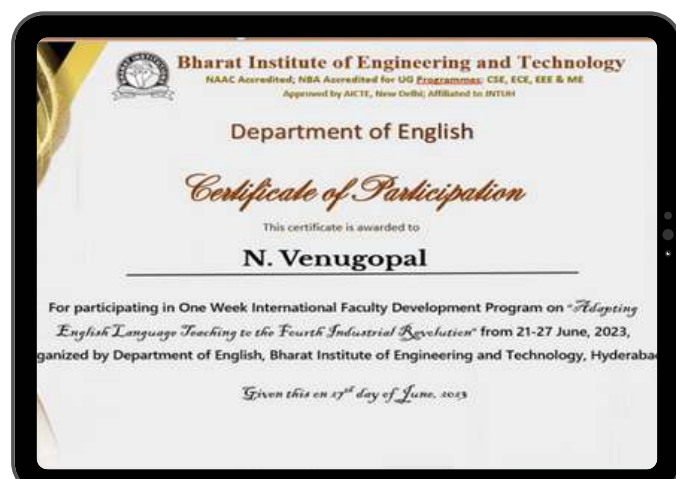 Bharat Institute of Engineering and Technology
NAAC Accredited; NBA Accredited for UG Programmes: CSE, ECE, EEE & ME
Approved by AICTE, New Delhi; Affiliated to JNTUH
Department of English
Certificate of Participation
This certificate is awarded to
N. Venugopal
For participating in One Week International Faculty Development Program on "Adapting
English Language Teaching to the Fourth Industrial Revolution" from 21-27 June, 2023,
ganized by Department of English, Bharat Institute of Engineering and Technology, Hyderaba
Given this on 27th day of June, 2023